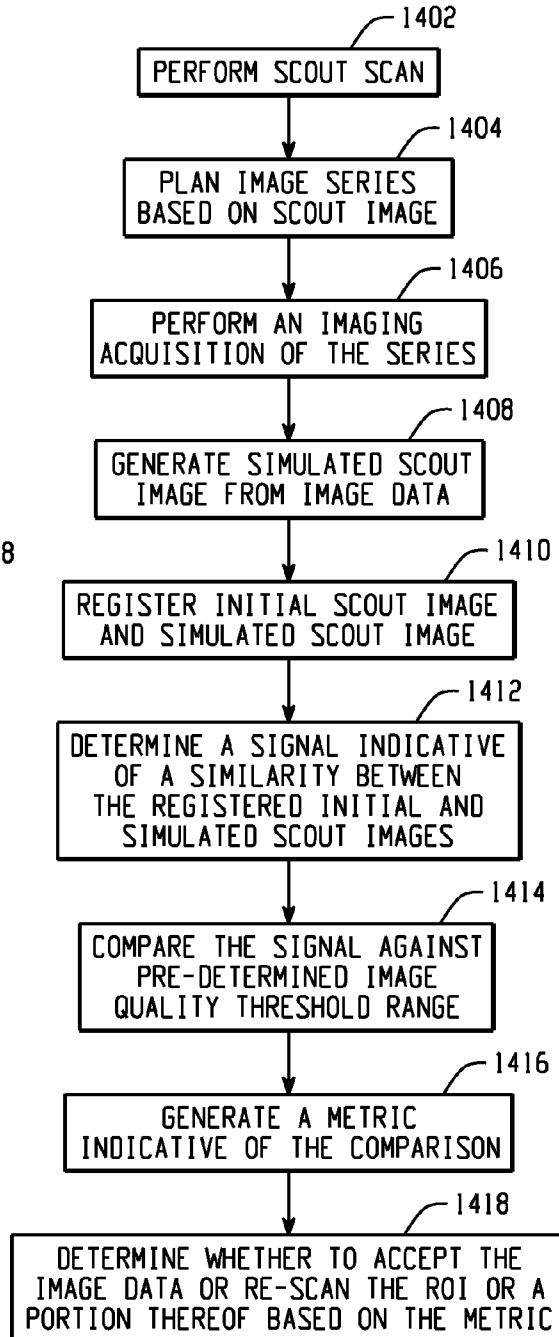 1402
PERFORM SCOUT SCAN
1404
PLAN IMAGE SERIES
BASED ON SCOUT IMAGE
1406
PERFORM AN IMAGING
ACQUISITION OF THE SERIES
1408
GENERATE SIMULATED SCOUT
IMAGE FROM IMAGE DATA
8
1410
REGISTER INITIAL SCOUT IMAGE
AND SIMULATED SCOUT IMAGE
1412
DETERMINE A SIGNAL INDICATIVE
OF A SIMILARITY BETWEEN
THE REGISTERED INITIAL AND
SIMULATED SCOUT IMAGES
1414
COMPARE THE SIGNAL AGAINST
PRE-DETERMINED IMAGE
QUALITY THRESHOLD RANGE
1416
GENERATE A METRIC
INDICATIVE OF THE COMPARISON
1418
DETERMINE WHETHER TO ACCEPT THE
IMAGE DATA OR RE-SCAN THE ROI OR A
PORTION THEREOF BASED ON THE METRIC